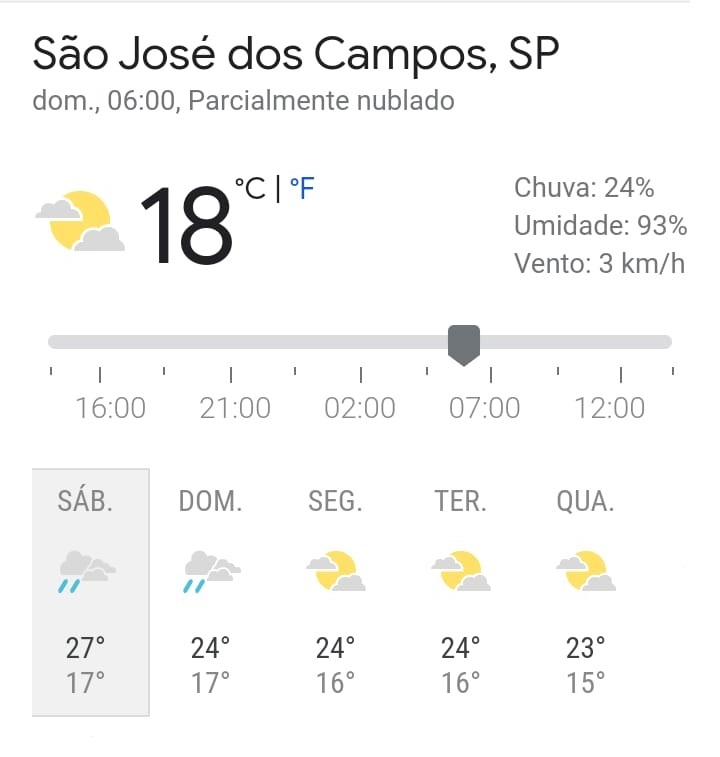 São José dos Campos, SP
dom., 06:00, Parcialmente nublado
18 °C | °F
Chuva: 24%
Umidade: 93%
Vento: 3 km/h
16:00 21:00 02:00 07:00 12:00
SÁB. DOM. SEG. TER. QUA.
27° 24° 24° 24° 23°
17° 17° 16° 16° 15°